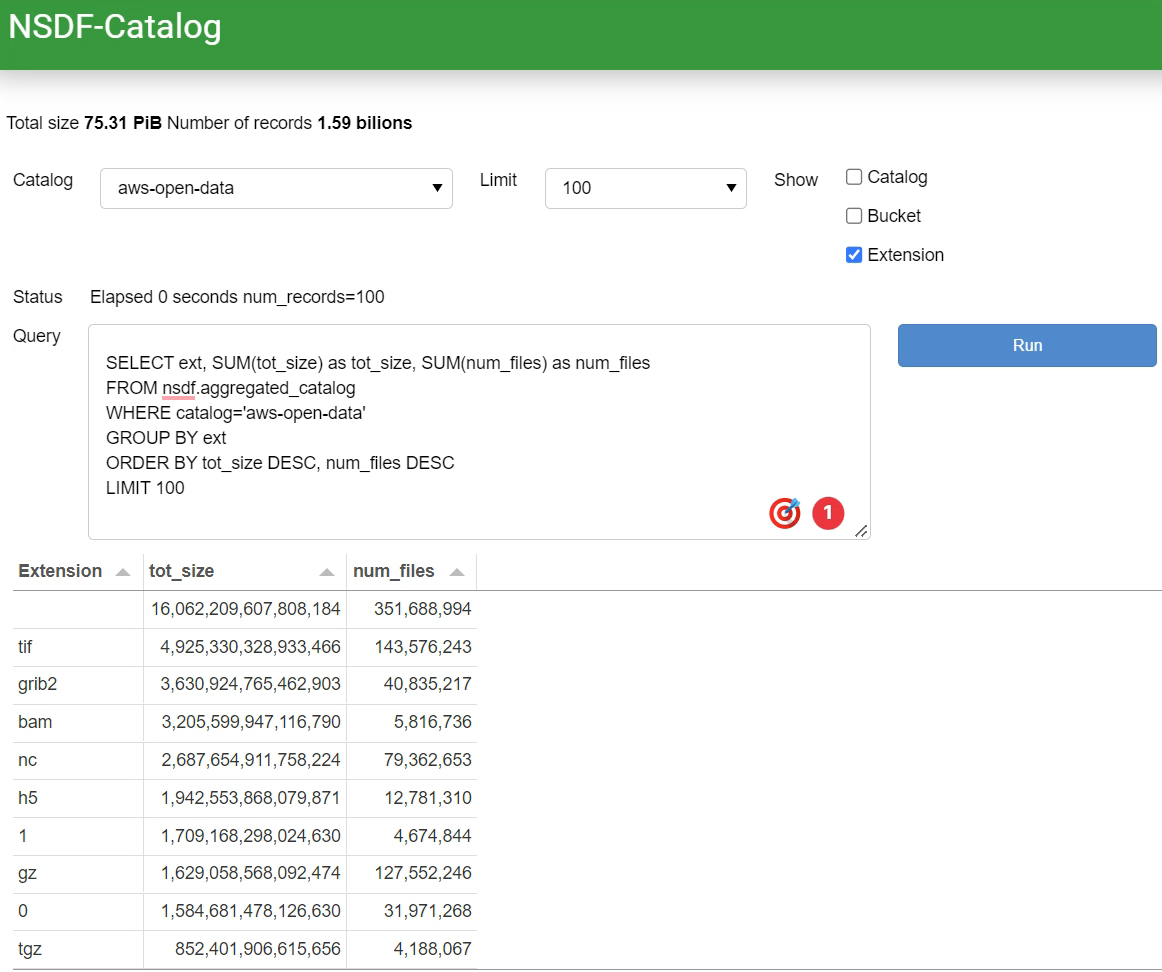 NSDF-Catalog
Total size 75.31 PiB Number of records 1.59 bilions
Catalog aws-open-data ▼ Limit 100 ▼ Show Catalog
Bucket
Extension
Status Elapsed 0 seconds num_records=100
Query
SELECT ext, SUM(tot_size) as tot_size, SUM(num_files) as num_files
FROM nsdf.aggregated_catalog
WHERE catalog='aws-open-data'
GROUP BY ext
ORDER BY tot_size DESC, num_files DESC
LIMIT 100
1
Run
Extension tot_size num_files
16,062,209,607,808,184 351,688,994
tif 4,925,330,328,933,466 143,576,243
grib2 3,630,924,765,462,903 40,835,217
bam 3,205,599,947,116,790 5,816,736
nc 2,687,654,911,758,224 79,362,653
h5 1,942,553,868,079,871 12,781,310
1 1,709,168,298,024,630 4,674,844
gz 1,629,058,568,092,474 127,552,246
0 1,584,681,478,126,630 31,971,268
tgz 852,401,906,615,656 4,188,067